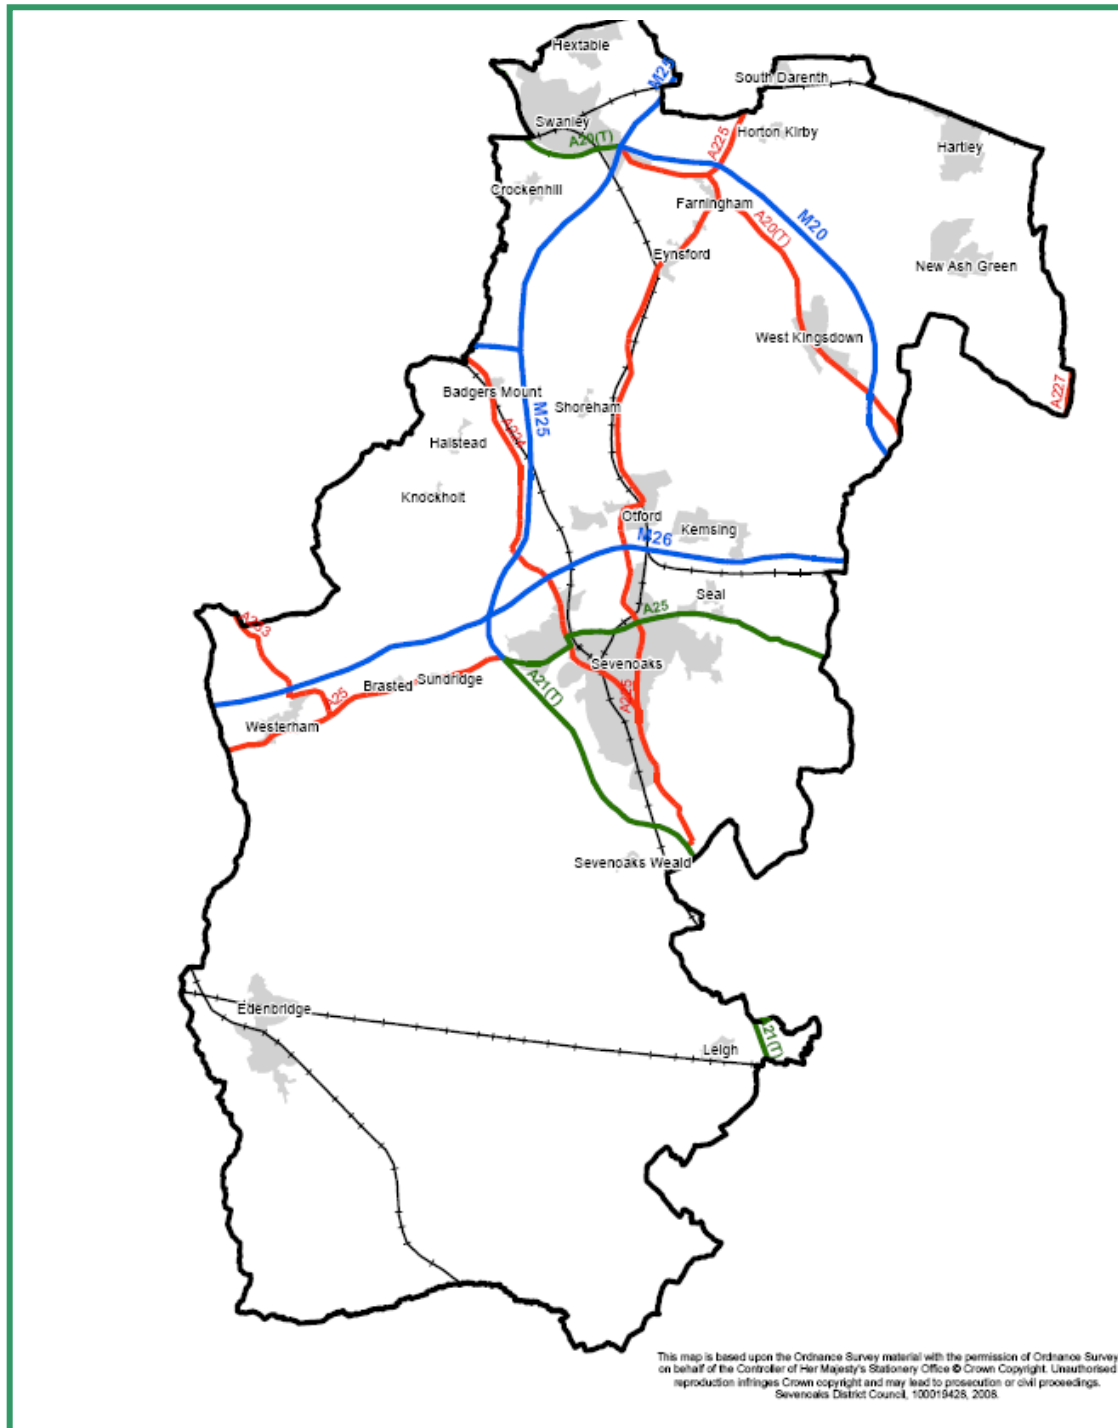 Hextable
M25
South Darenth
Swanley
A20(T)
A225
Horton Kirby
Hartley
Crockenhill
Farningham
A20(T)
M20
Eynsford
New Ash Green
West Kingsdown
A227
Badgers Mount
M25
Shoreham
A224
Halstead
Knockholt
Otford
Kemsing
M26
Seal
A25
A233
Sevenoaks
Brasted
Sundridge
A21(T)
A225
A25
Westerham
Sevenoaks Weald
Edenbridge
Leigh
A21(T)
This map is based upon the Ordnance Survey material with the permission of Ordnance Survey
on behalf of the Controller of Her Majesty's Stationery Office © Crown Copyright. Unauthorised
reproduction infringes Crown copyright and may lead to prosecution or civil proceedings.
Sevenoaks District Council, 100019428, 2008.